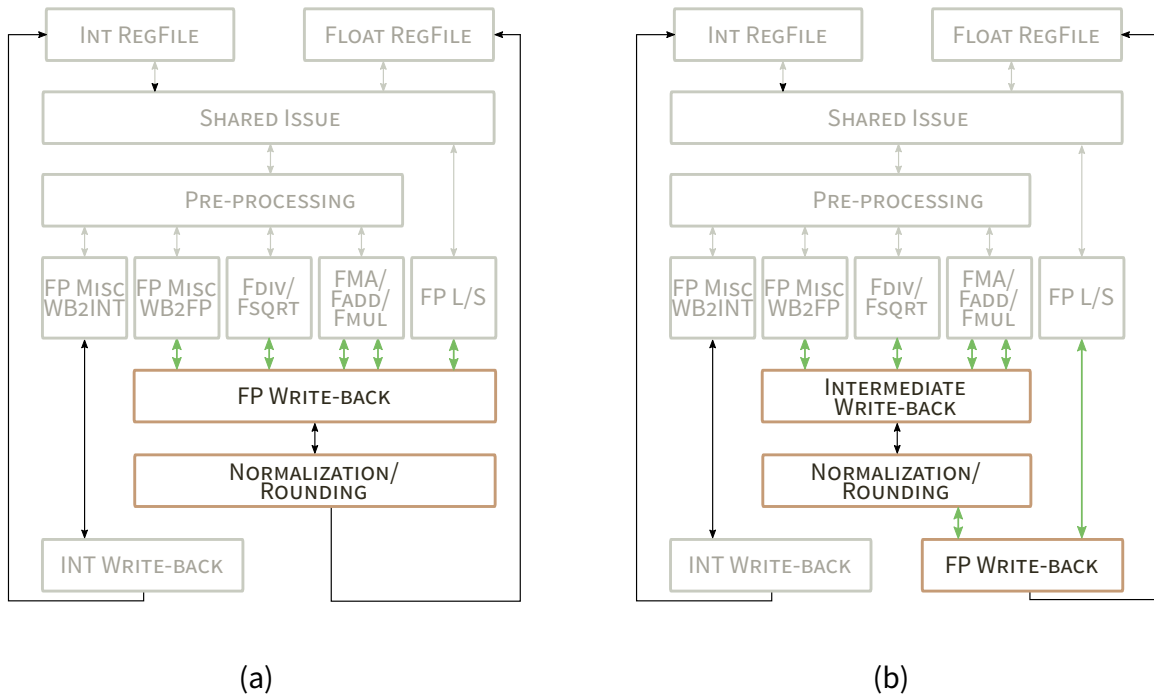 INT REGFILE
FLOAT REGFILE
SHARED ISSUE
PRE-PROCESSING
FP MISC
WB2INT
FP MISC
WB2FP
FDIV/
FSQRT
FMA/
FADD/
FMUL
FP L/S
FP WRITE-BACK
NORMALIZATION/
ROUNDING
INT WRITE-BACK
(a)
INT REGFILE
FLOAT REGFILE
SHARED ISSUE
PRE-PROCESSING
FP MISC
WB2INT
FP MISC
WB2FP
FDIV/
FSQRT
FMA/
FADD/
FMUL
FP L/S
INTERMEDIATE
WRITE-BACK
NORMALIZATION/
ROUNDING
INT WRITE-BACK
FP WRITE-BACK
(b)